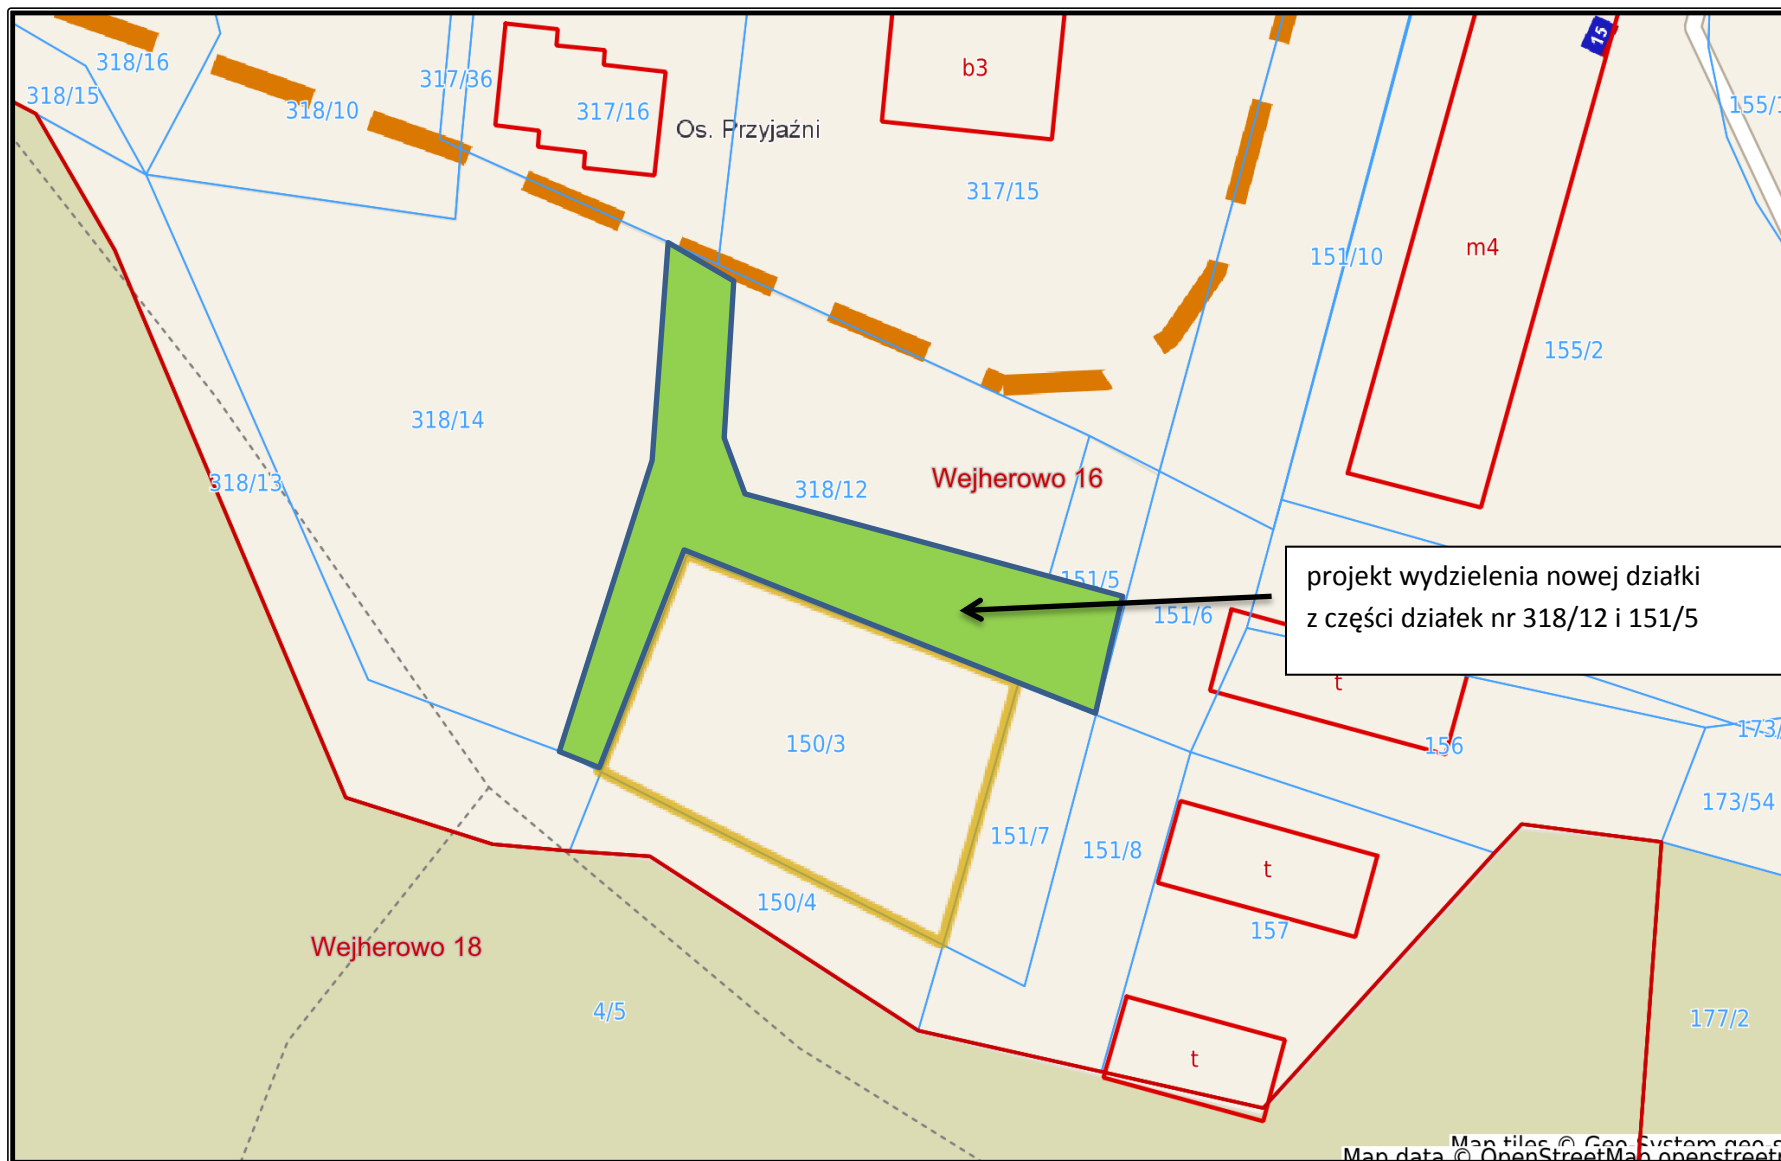 15
318/16
b3
318/15
317/36
318/10
317/16
155/
Os. Przyjaźni
317/15
m4
151/10
155/2
318/14
318/13
318/12
Wejherowo 16
projekt wydzielenia nowej działki
z części działek nr 318/12 i 151/5
151/5
151/6
t
150/3
156
173/
173/54
151/7
151/8
t
150/4
157
Wejherowo 18
4/5
177/2
t
Map tiles © Geo-System geo-s
Map data © OpenStreetMap openstreet